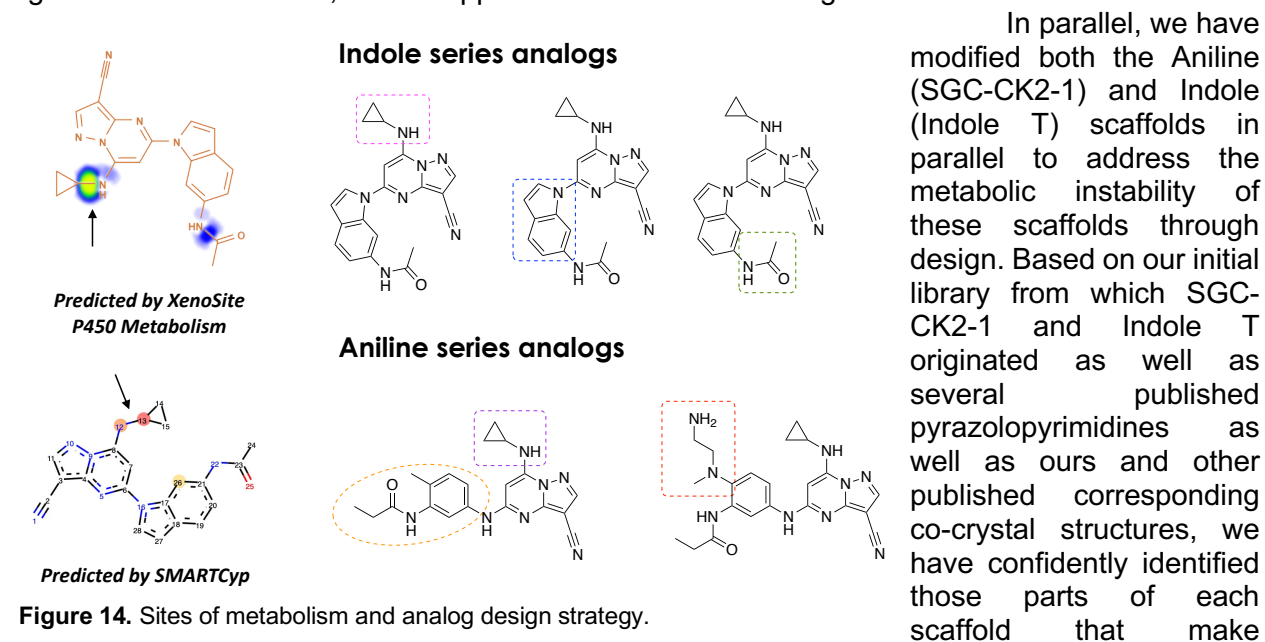 In parallel, we have
modified both the Aniline
(SGC-CK2-1) and Indole
(Indole T) scaffolds in
parallel to address the
metabolic instability of
these scaffolds through
design. Based on our initial
library from which SGC-
CK2-1 and Indole T
originated as well as
several published
pyrazolopyrimidines as
well as ours and other
published corresponding
co-crystal structures, we
have confidently identified
those parts of each
scaffold that make
Indole series analogs
Predicted by XenoSite
P450 Metabolism
Aniline series analogs
Predicted by SMARTCyp
Figure 14. Sites of metabolism and analog design strategy.